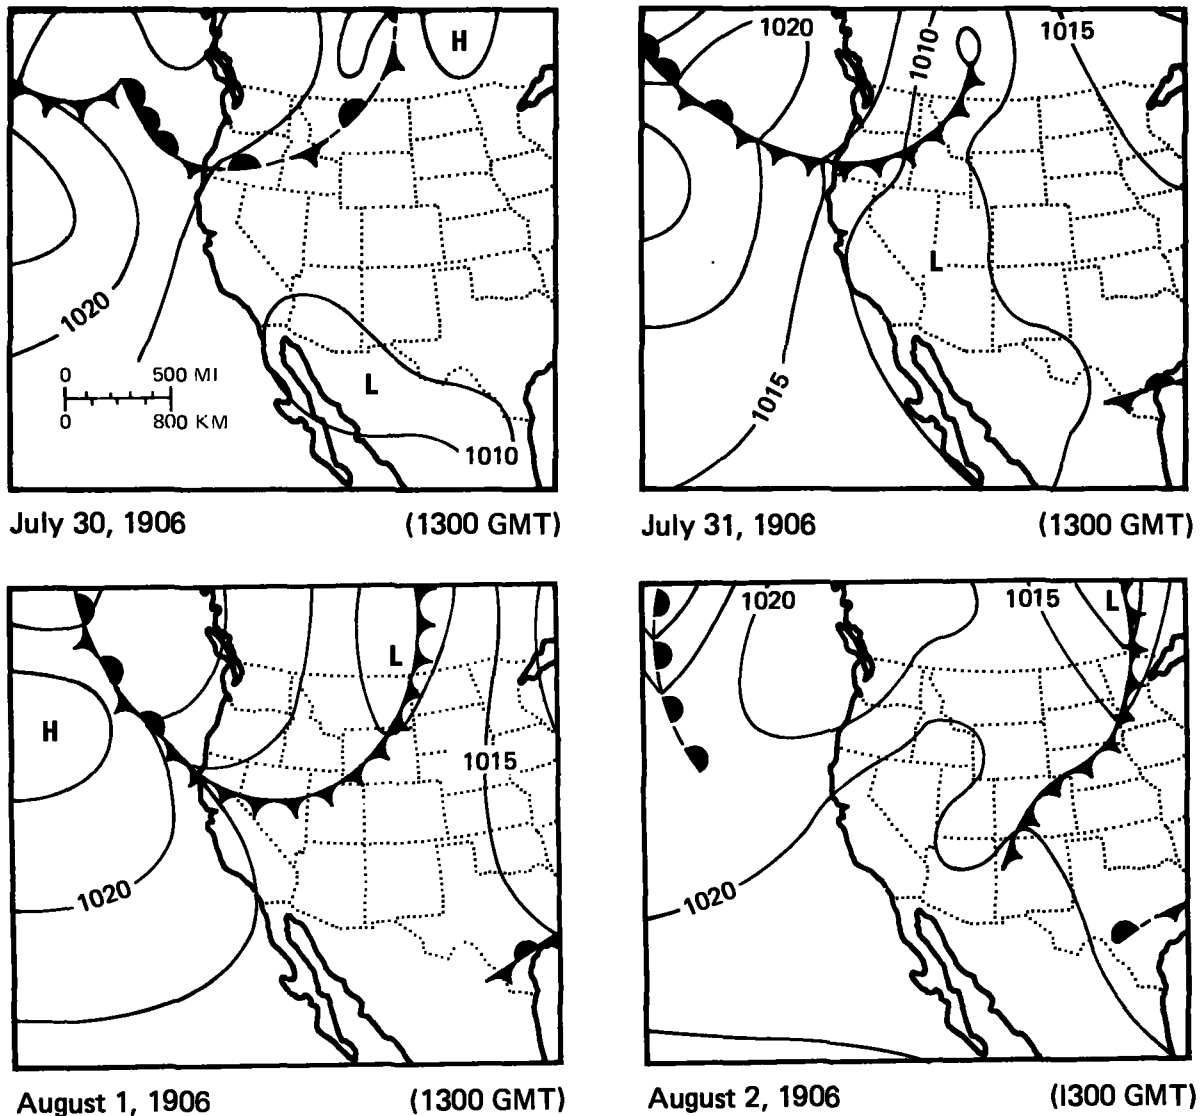 H
1020
0 500 MI
0 800 KM
L
1010
July 30, 1906 (1300 GMT)
1020
1010
1015
L
1015
July 31, 1906 (1300 GMT)
L
H
1015
1020
August 1, 1906 (1300 GMT)
1020
1015
L
1020
August 2, 1906 (I300 GMT)